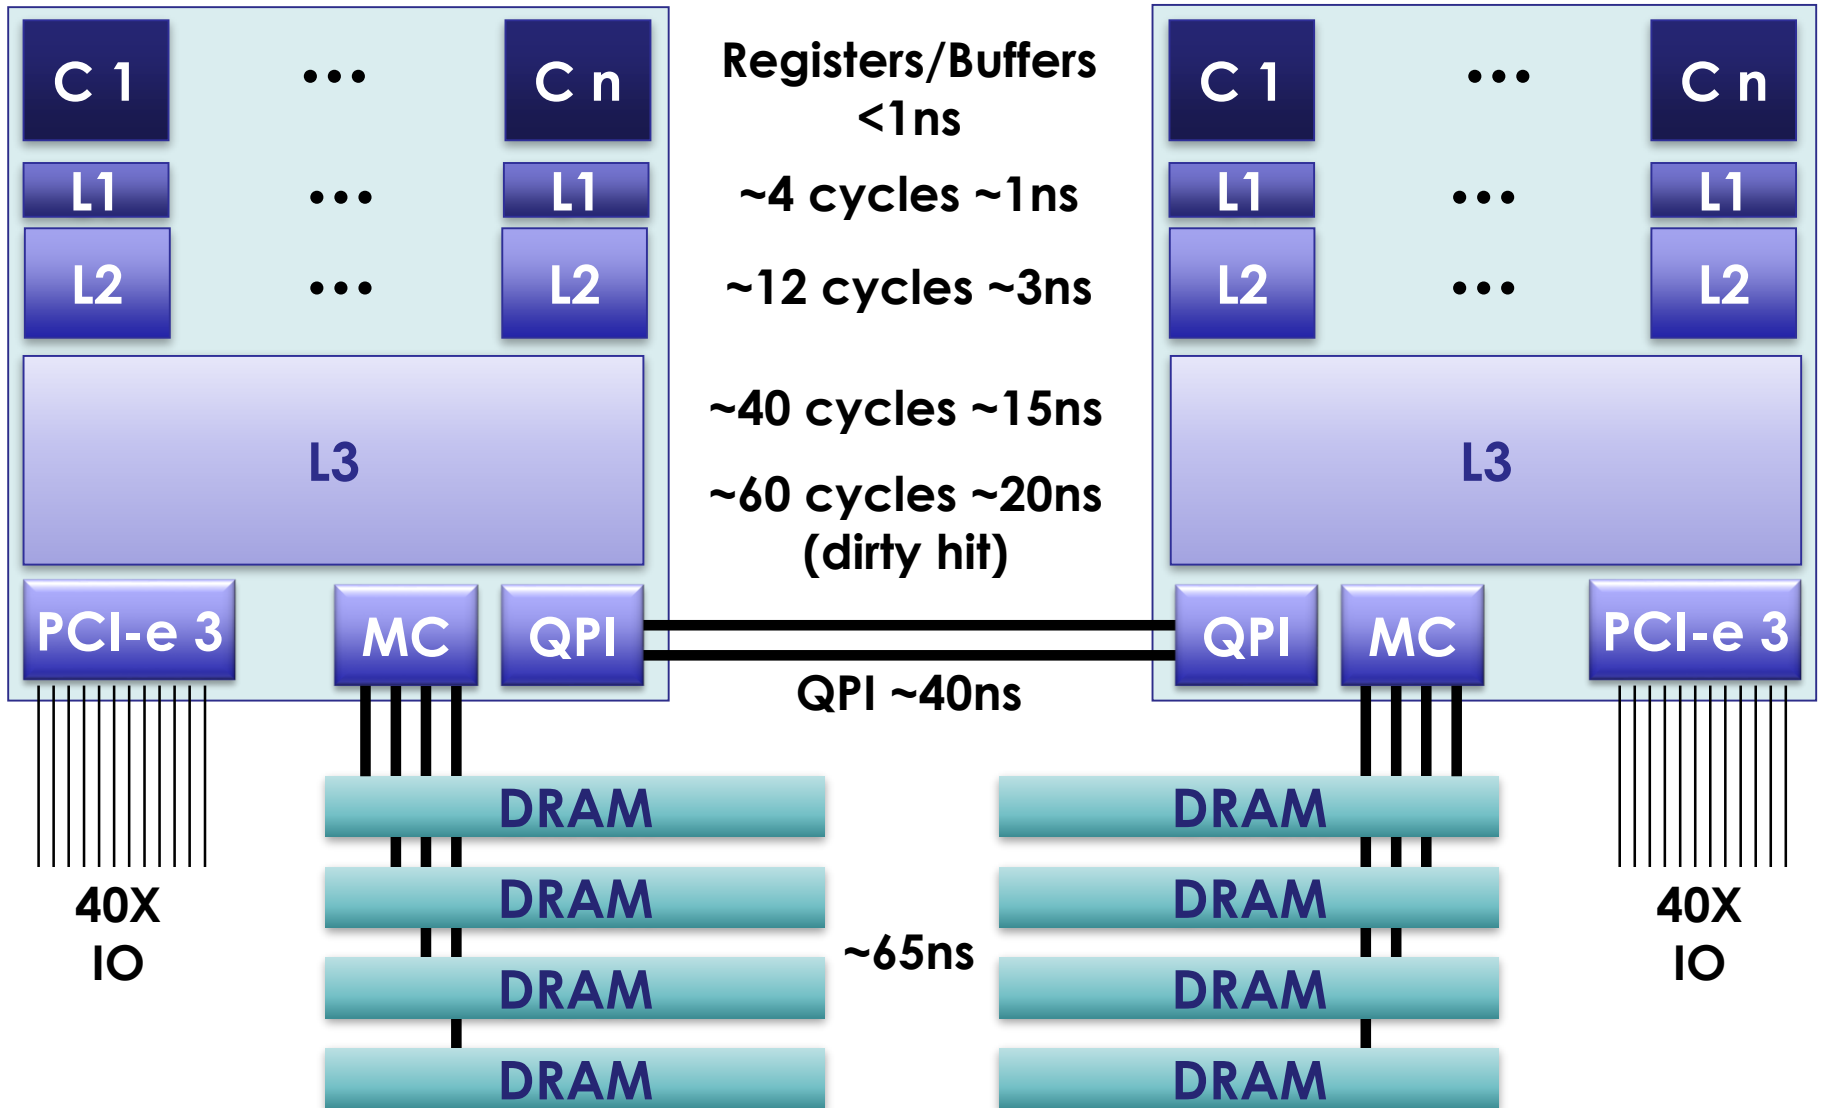 C 1
•••
C n
Registers/Buffers
<1ns
C 1
•••
C n
L1
•••
L1
~4 cycles ~1ns
L1
•••
L1
L2
•••
L2
~12 cycles ~3ns
L2
•••
L2
L3
~40 cycles ~15ns
~60 cycles ~20ns
(dirty hit)
L3
PCI-e 3
MC
QPI
QPI ~40ns
QPI
MC
PCI-e 3
40X
IO
DRAM
DRAM
DRAM
DRAM
~65ns
DRAM
DRAM
DRAM
DRAM
40X
IO